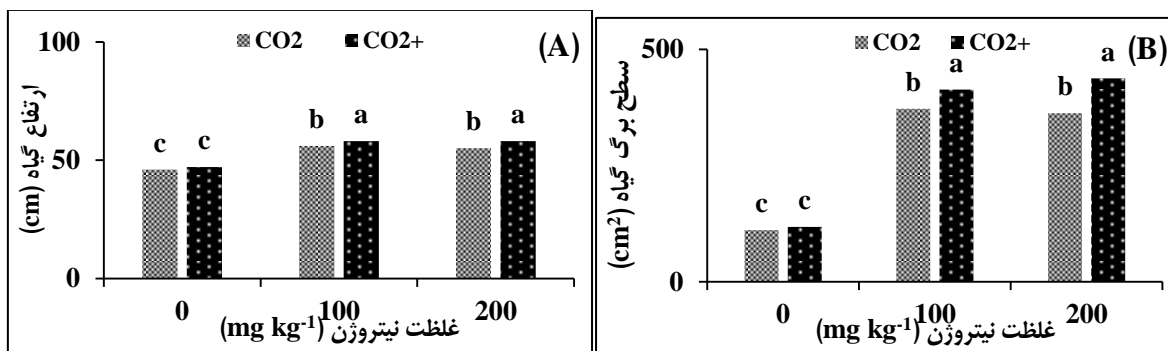 CO2 CO2+ (A)
100
50
0
ارتفاع گیاه (cm)
c c b a b a
0 100 200
غلظت نیتروژن (mg kg-1)
CO2 CO2+ (B)
500
0
سطح برگ گیاه (cm2)
c c b a b a
0 100 200
غلظت نیتروژن (mg kg-1)